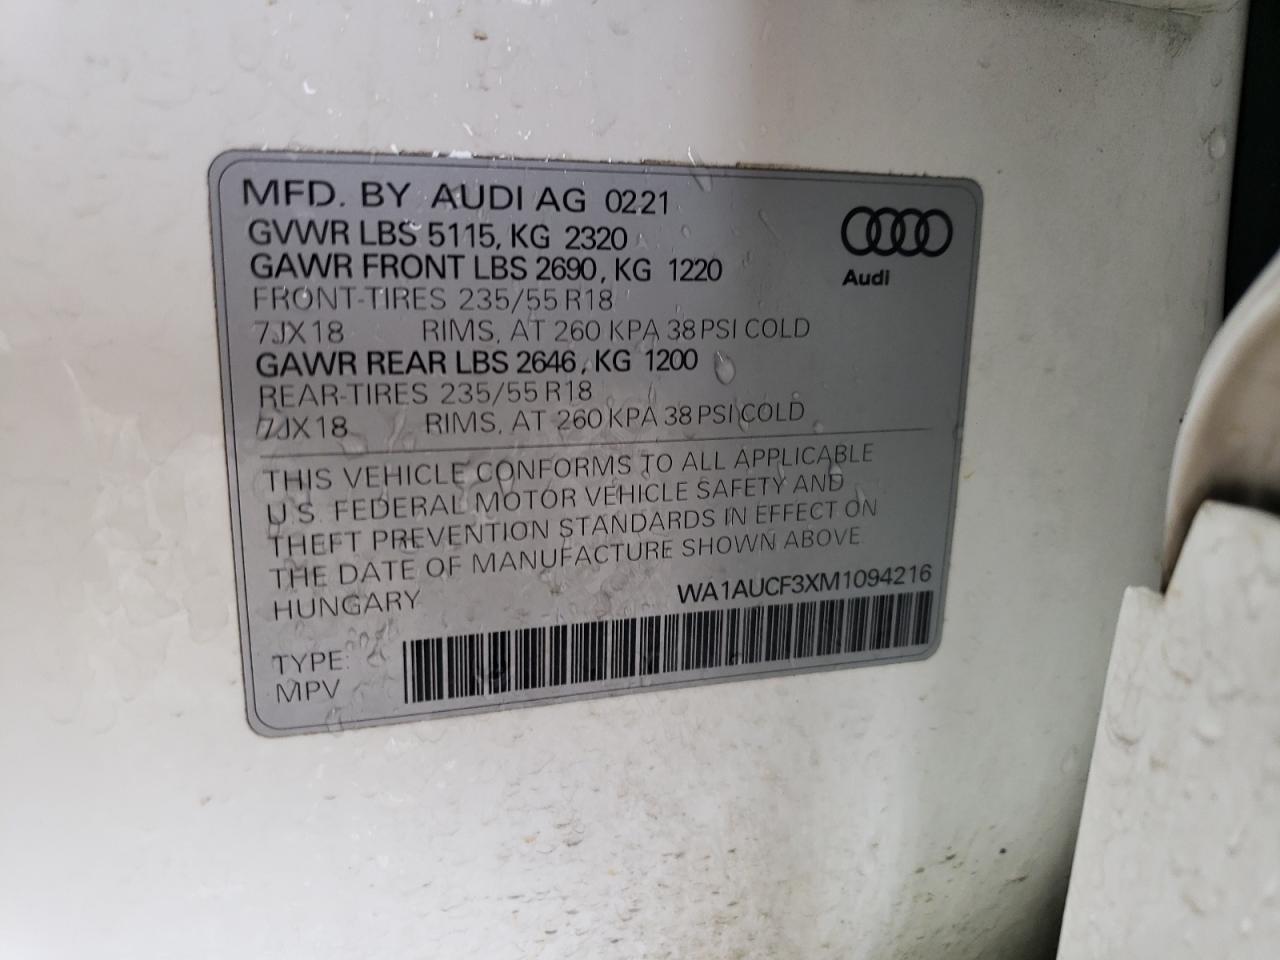 MFD. BY AUDI AG 0221
GVWR LBS 5115, KG 2320
GAWR FRONT LBS 2690, KG 1220
FRONT-TIRES 235/55 R18
7JX18 RIMS, AT 260 KPA 38 PSI COLD
GAWR REAR LBS 2646, KG 1200
REAR-TIRES 235/55 R18
7JX18 RIMS, AT 260 KPA 38 PSI COLD
Audi
THIS VEHICLE CONFORMS TO ALL APPLICABLE
U.S. FEDERAL MOTOR VEHICLE SAFETY AND
THEFT PREVENTION STANDARDS IN EFFECT ON
THE DATE OF MANUFACTURE SHOWN ABOVE
HUNGARY WA1AUCF3XM1094216
TYPE:
MPV